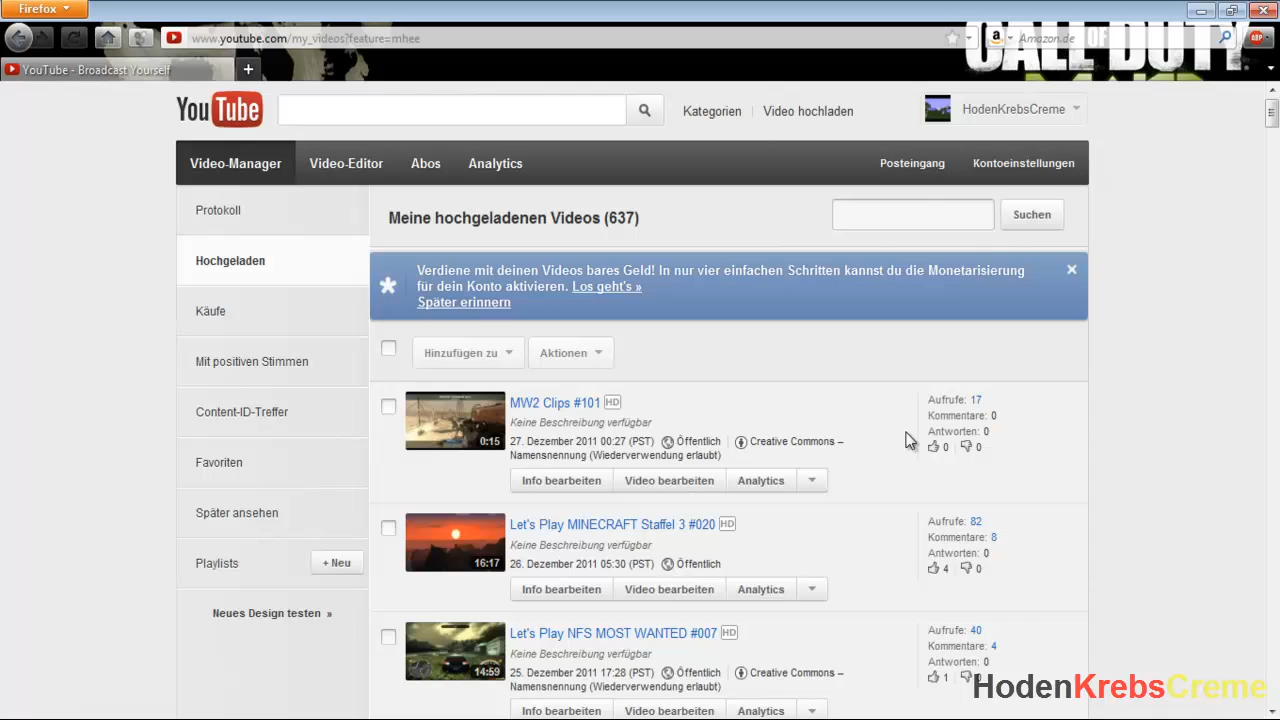 Firefox
CALL OF DUTY
www.youtube.com/my_videos?feature=mhee
Amazon.de
ABP
YouTube - Broadcast Yourself
YouTube
Kategorien
Video hochladen
HodenKrebsCreme
Video-Manager
Video-Editor
Abos
Analytics
Posteingang
Kontoeinstellungen
Protokoll
Hochgeladen
Käufe
Mit positiven Stimmen
Content-ID-Treffer
Favoriten
Später ansehen
Playlists
+ Neu
Neues Design testen »
Meine hochgeladenen Videos (637)
Suchen
Verdiene mit deinen Videos bares Geld! In nur vier einfachen Schritten kannst du die Monetarisierung
für dein Konto aktivieren. Los geht's »
Später erinnern
Hinzufügen zu
Aktionen
0:15
MW2 Clips #101 HD
Keine Beschreibung verfügbar
27. Dezember 2011 00:27 (PST) Öffentlich Creative Commons –
Namensnennung (Wiederverwendung erlaubt)
Info bearbeiten
Video bearbeiten
Analytics
Aufrufe: 17
Kommentare: 0
Antworten: 0
0 0
16:17
Let's Play MINECRAFT Staffel 3 #020 HD
Keine Beschreibung verfügbar
26. Dezember 2011 05:30 (PST) Öffentlich
Info bearbeiten
Video bearbeiten
Analytics
Aufrufe: 82
Kommentare: 8
Antworten: 0
4 0
14:59
Let's Play NFS MOST WANTED #007 HD
Keine Beschreibung verfügbar
25. Dezember 2011 17:28 (PST) Öffentlich Creative Commons –
Namensnennung (Wiederverwendung erlaubt)
Info bearbeiten
Video bearbeiten
Analytics
Aufrufe: 40
Kommentare: 4
Antworten: 0
1 0
HodenKrebsCreme